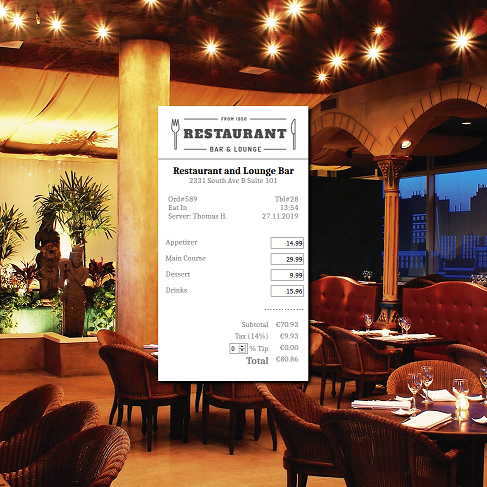 FROM 1950
RESTAURANT
BAR & LOUNGE
Restaurant and Lounge Bar
2331 South Ave B Suite 101
Ord#589 Tbl#28
Eat In 13:54
Server: Thomas H. 27.11.2019
Appetizer 14.99
Main Course 29.99
Dessert 9.99
Drinks 15.96
--------------
Subtotal €70.93
Tax (14%) €9.93
0 % Tip €0.00
Total €80.86